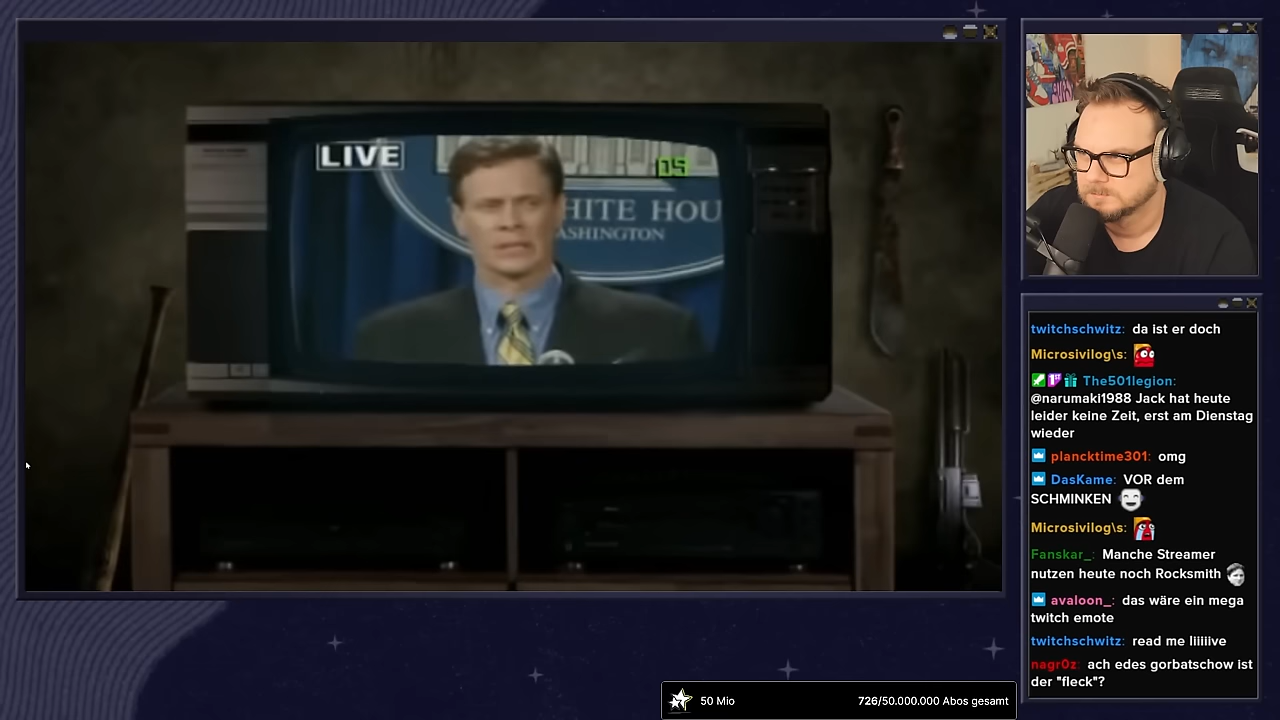 LIVE
09
HITE HOU
ASHINGTON
twitchschwitz: da ist er doch
Microsivilog\s:
The501legion:
@narumaki1988 Jack hat heute
leider keine Zeit, erst am Dienstag
wieder
plancktime301: omg
DasKame: VOR dem
SCHMINKEN
Microsivilog\s:
Fanskar_: Manche Streamer
nutzen heute noch Rocksmith
avaloon_: das wäre ein mega
twitch emote
twitchschwitz: read me liiiiive
nagr0z: ach edes gorbatschow ist
der "fleck"?
50 Mio
726/50.000.000 Abos gesamt